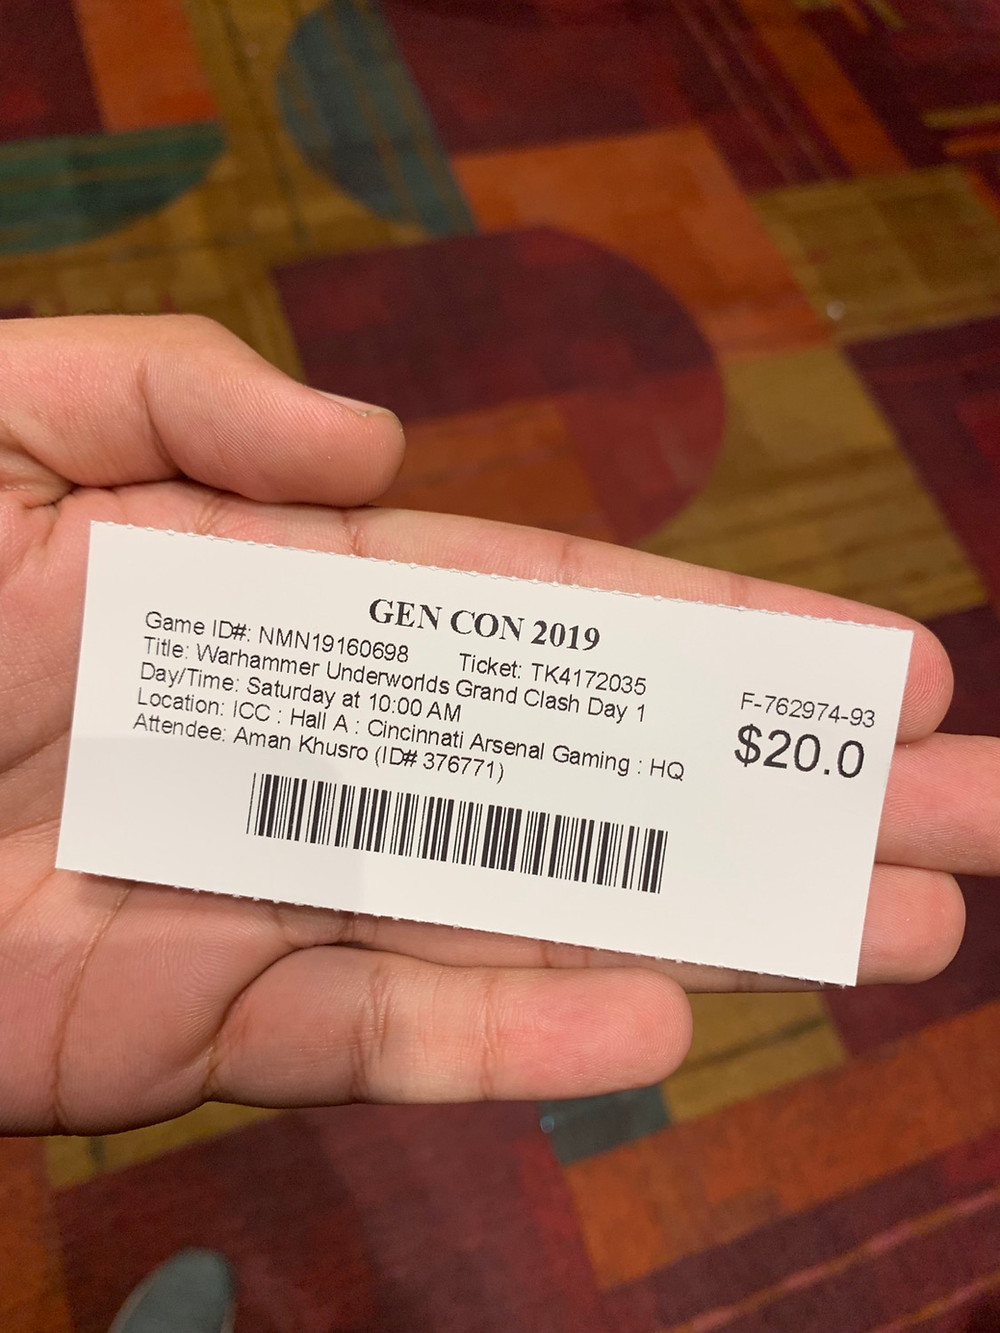 GEN CON 2019
Game ID#: NMN19160698 Ticket: TK4172035
Title: Warhammer Underworlds Grand Clash Day 1
Day/Time: Saturday at 10:00 AM
Location: ICC : Hall A : Cincinnati Arsenal Gaming : HQ
Attendee: Aman Khusro (ID# 376771)
F-762974-93
$20.0